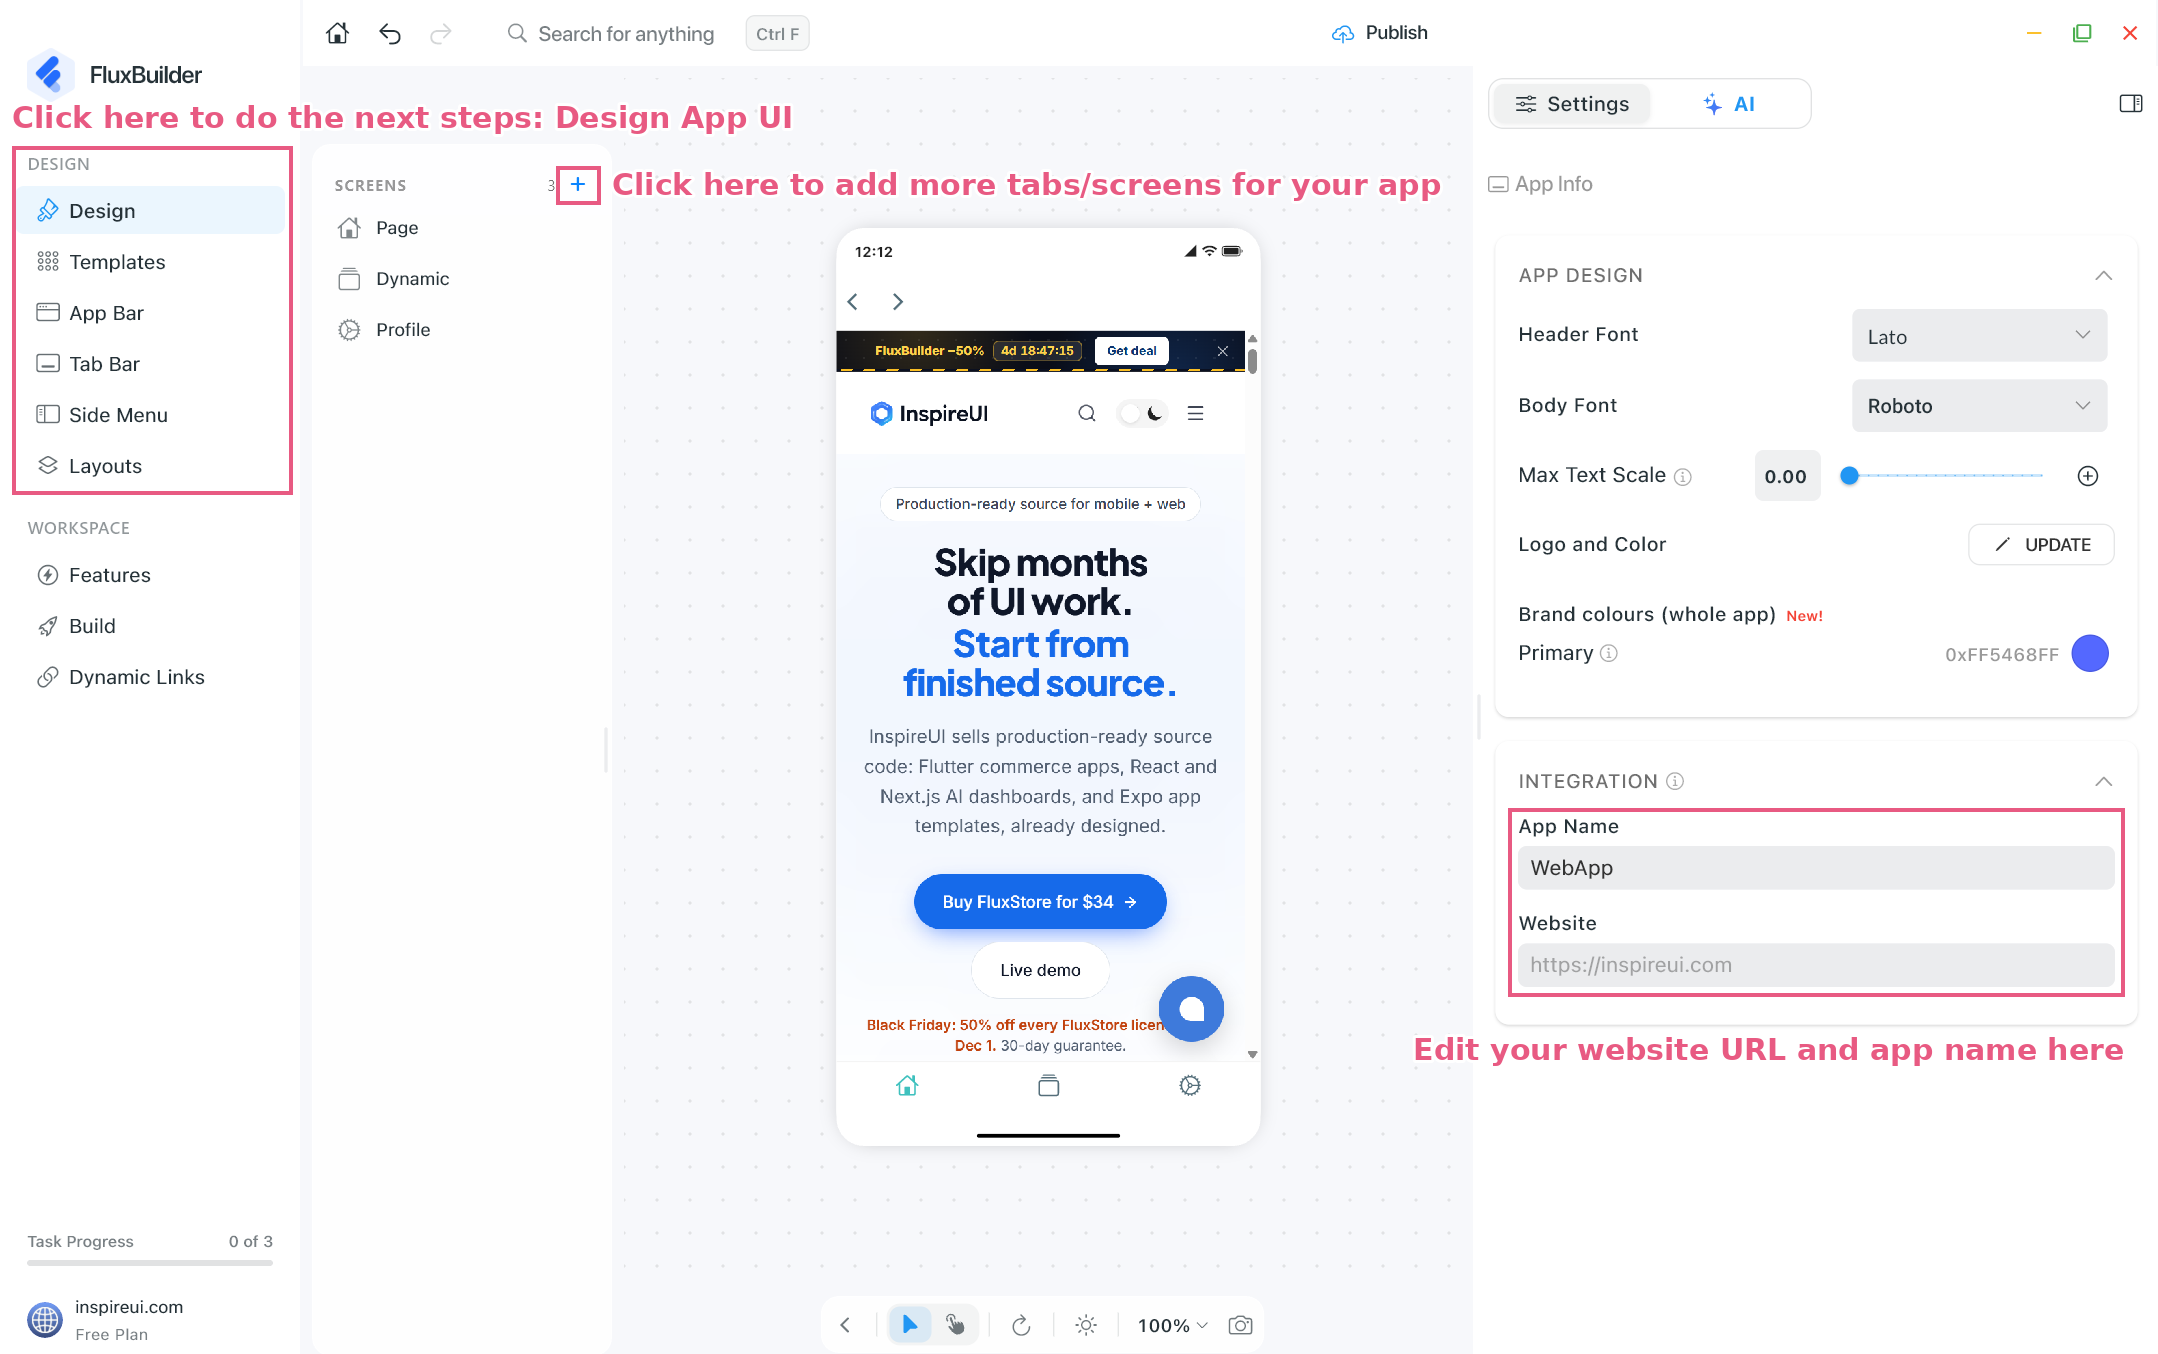 Search for anything
Ctrl F
Publish
FluxBuilder
Click here to do the next steps: Design App UI
DESIGN
Design
Templates
App Bar
Tab Bar
Side Menu
Layouts
WORKSPACE
Features
Build
Dynamic Links
Task Progress
0 of 3
inspireui.com
Free Plan
SCREENS
3
Click here to add more tabs/screens for your app
Page
Dynamic
Profile
12:12
FluxBuilder –50%
4d 18:47:15
Get deal
InspireUI
Production-ready source for mobile + web
Skip months
of UI work.
Start from
finished source.
InspireUI sells production-ready source
code: Flutter commerce apps, React and
Next.js AI dashboards, and Expo app
templates, already designed.
Buy FluxStore for $34
Live demo
Black Friday: 50% off every FluxStore
Dec 1. 30-day guarantee.
100%
Settings
AI
App Info
APP DESIGN
Header Font
Lato
Body Font
Roboto
Max Text Scale
0.00
Logo and Color
UPDATE
Brand colours (whole app) New!
Primary
0xFF5468FF
INTEGRATION
App Name
WebApp
Website
https://inspireui.com
Edit your website URL and app name here